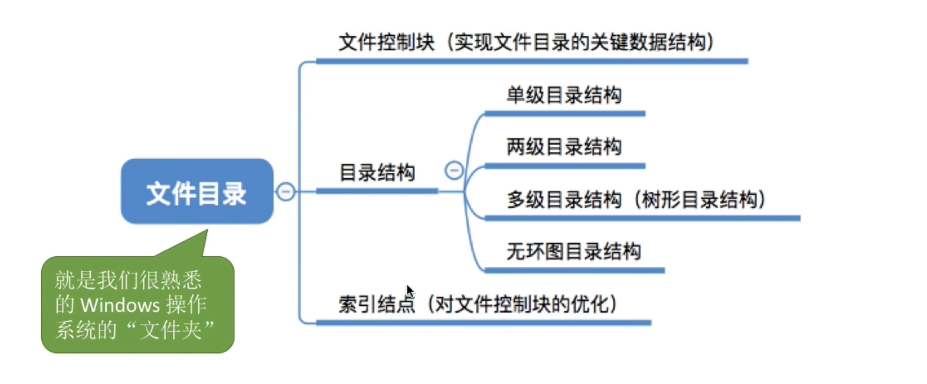 文件控制块（实现文件目录的关键数据结构）
单级目录结构
两级目录结构
目录结构
多级目录结构（树形目录结构）
无环图目录结构
文件目录
索引结点（对文件控制块的优化）
就是我们很熟悉
的 Windows 操作
系统的“文件夹”